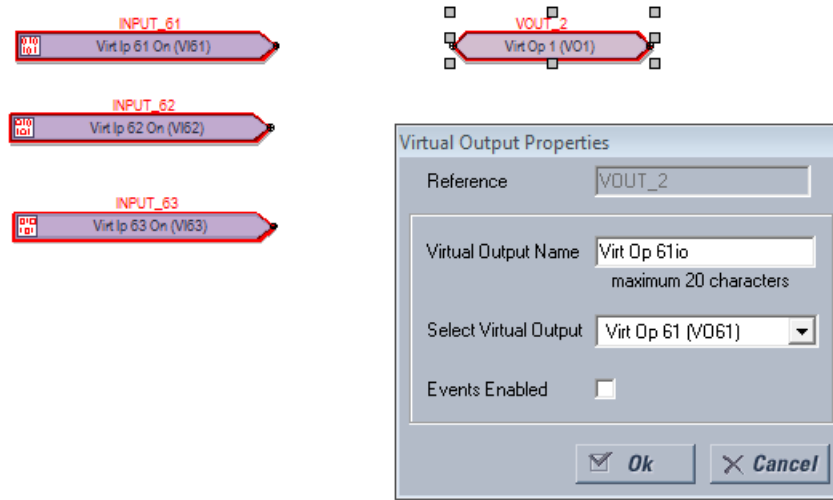 INPUT_61
Virt Ip 61 On (VI61)
VOUT_2
Virt Op 1 (VO1)
INPUT_62
Virt Ip 62 On (VI62)
INPUT_63
Virt Ip 63 On (VI63)
Virtual Output Properties
Reference VOUT_2
Virtual Output Name Virt Op 61io
maximum 20 characters
Select Virtual Output Virt Op 61 (VO61)
Events Enabled
Ok Cancel